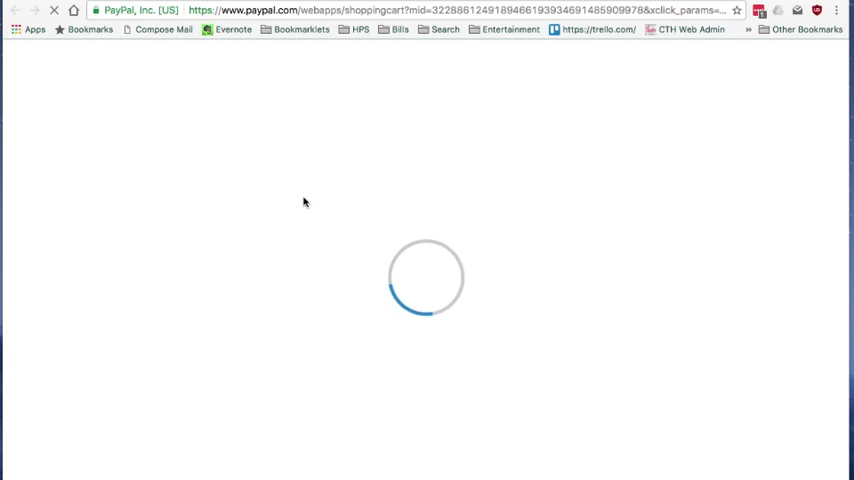 PayPal, Inc. [US] https://www.paypal.com/webapps/shoppingcart?mid=3228861249189466193934691485909978&xclick_params=...
Apps Bookmarks Compose Mail Evernote Bookmarklets HPS Bills Search Entertainment https://trello.com/ CTH Web Admin » Other Bookmarks